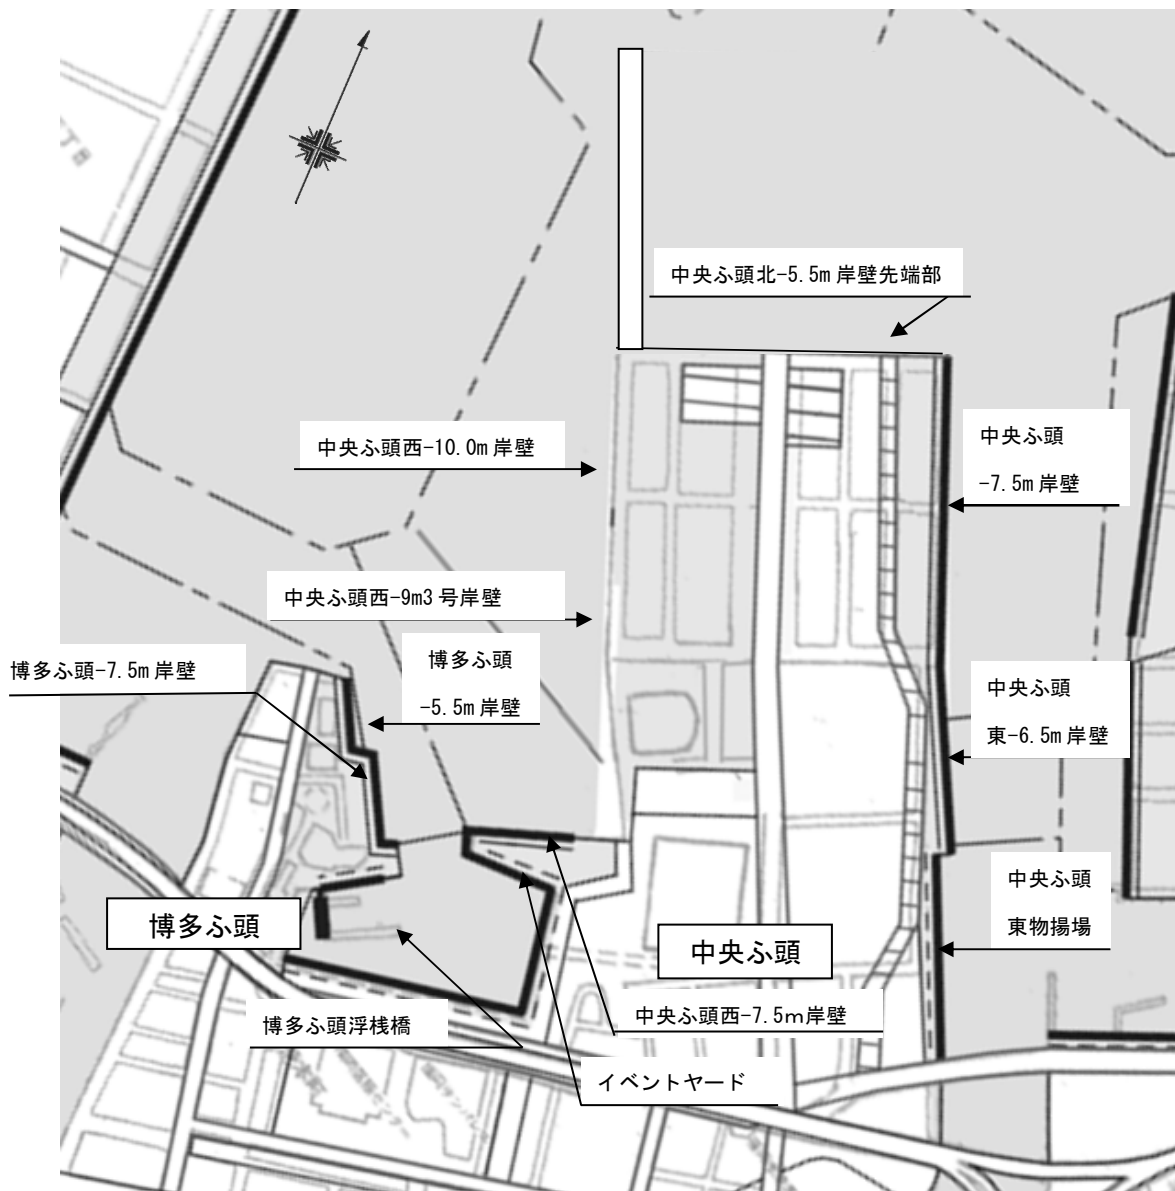 中央ふ頭北-5.5m岸壁先端部
中央ふ頭西-10.0m岸壁
中央ふ頭
-7.5m岸壁
中央ふ頭西-9m3号岸壁
博多ふ頭-7.5m岸壁
博多ふ頭
-5.5m岸壁
中央ふ頭
東-6.5m岸壁
中央ふ頭
東物揚場
博多ふ頭
中央ふ頭
博多ふ頭浮桟橋
中央ふ頭西-7.5m岸壁
イベントヤード